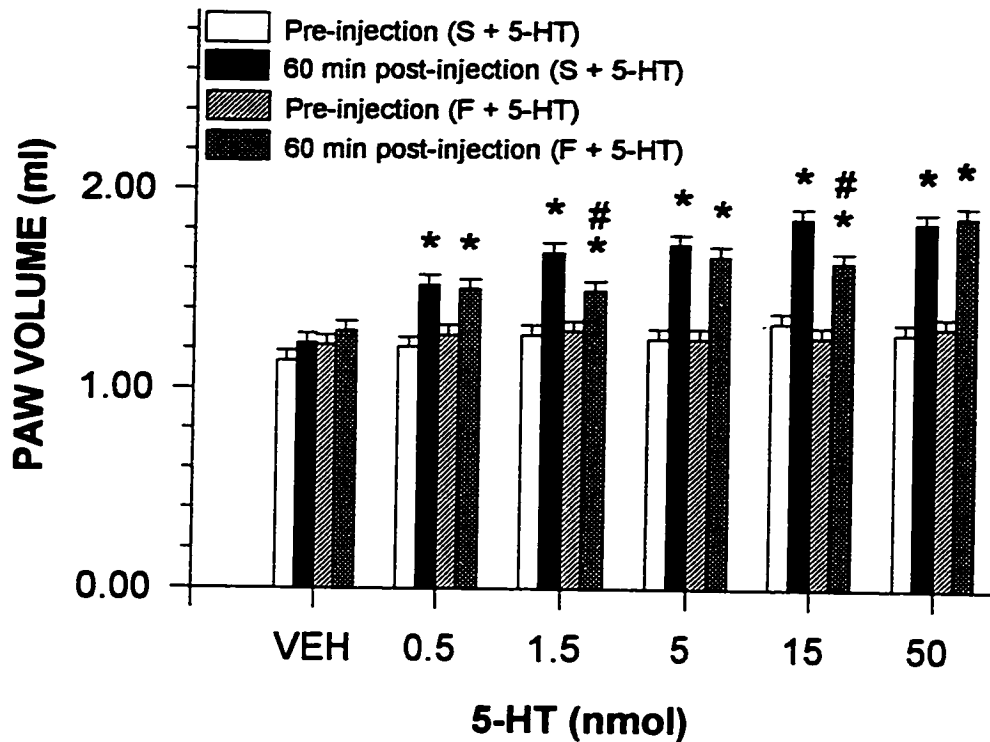 Pre-injection (S + 5-HT)
60 min post-injection (S + 5-HT)
Pre-injection (F + 5-HT)
60 min post-injection (F + 5-HT)
PAW VOLUME (ml)
2.00
1.00
0.00
* * * # * * * * # * * *
VEH 0.5 1.5 5 15 50
5-HT (nmol)